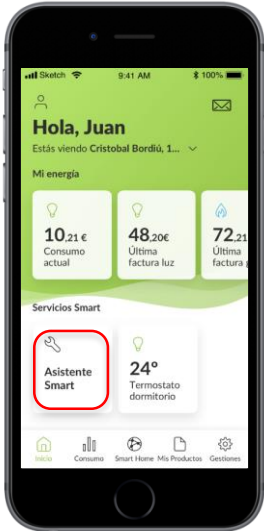 Sketch 9:41 AM 100%
Hola, Juan
Estás viendo Cristobal Bordiú, 1...
Mi energía
10,21 €
Consumo
actual
48,20€
Última
factura luz
72,21
Última
factura
Servicios Smart
Asistente
Smart
24°
Termostato
dormitorio
Inicio Consumo Smart Home Mis Productos Gestiones